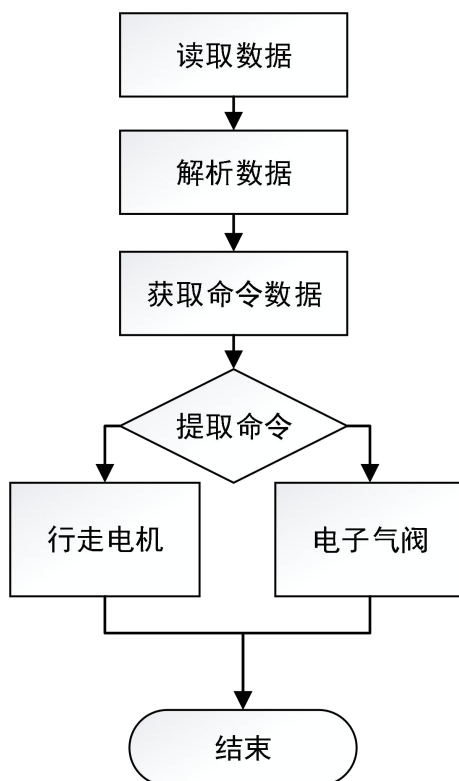 读取数据
解析数据
获取命令数据
提取命令
行走电机
电子气阀
结束